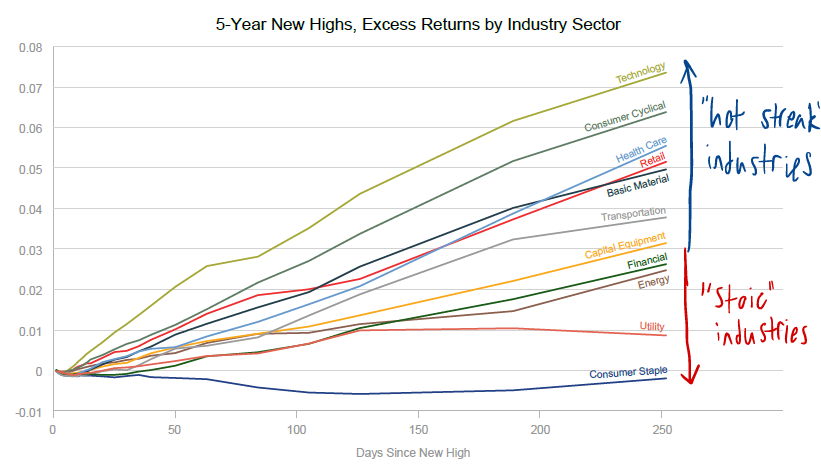 5-Year New Highs, Excess Returns by Industry Sector
0.08
0.07
0.06
0.05
0.04
0.03
0.02
0.01
0
-0.01
Technology
Consumer Cyclical
Health Care
Retail
Basic Material
Transportation
Capital Equipment
Financial
Energy
Utility
Consumer Staple
"hot streak"
industries
"stoic"
industries
0 50 100 150 200 250
Days Since New High